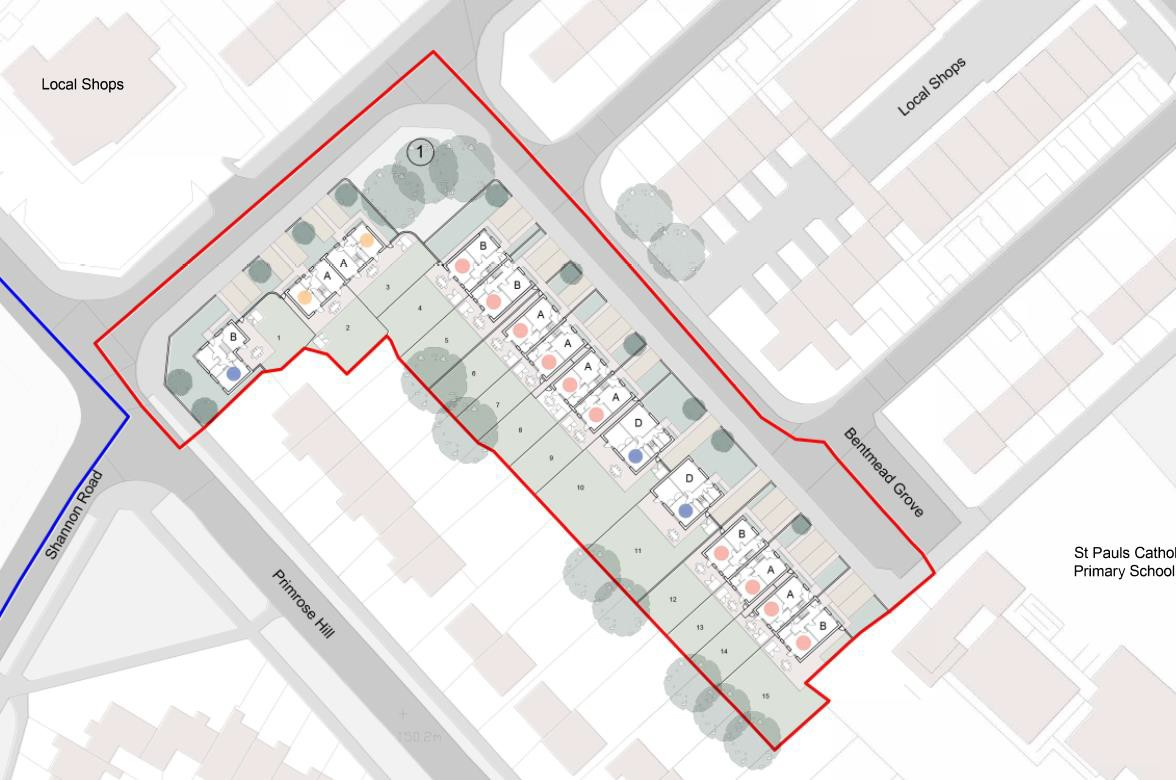 Local Shops
Local Shops
1
B
B
A
A
B
A
A
A
A
D
D
B
A
A
B
1
2
3
4
5
6
7
8
9
10
11
12
13
14
15
Bentmead Grove
Shannon Road
Primrose Hill
St Pauls Cathol
Primary School
150.2m